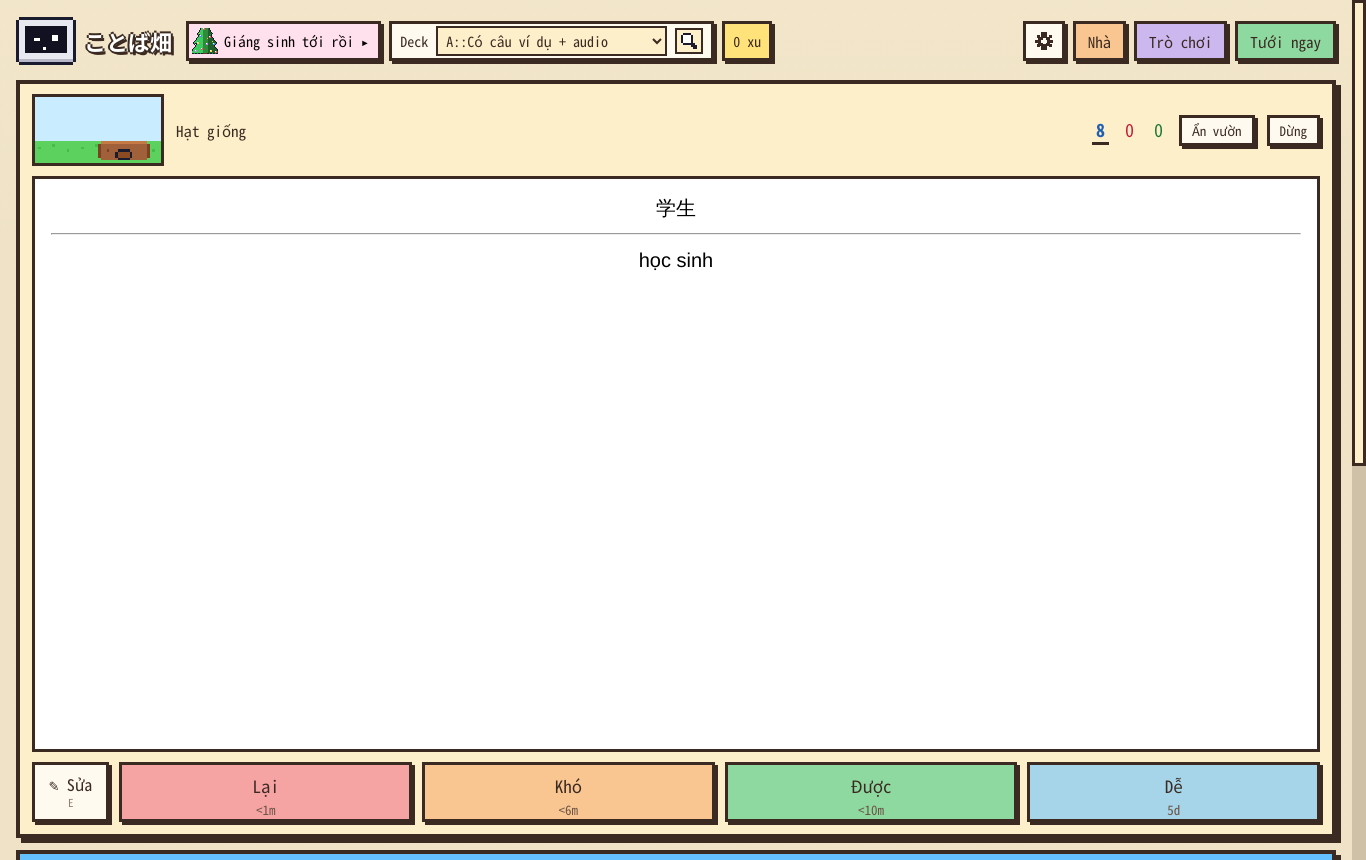 ことば畑
Giáng sinh tới rồi ▸
Deck
A::Có câu ví dụ + audio
0 xu
Nhà
Trò chơi
Tưới ngay
Hạt giống
8 0 0
Ẩn vườn
Dừng
学生
học sinh
✎ Sửa
E
Lại
<1m
Khó
<6m
Được
<10m
Dễ
5d